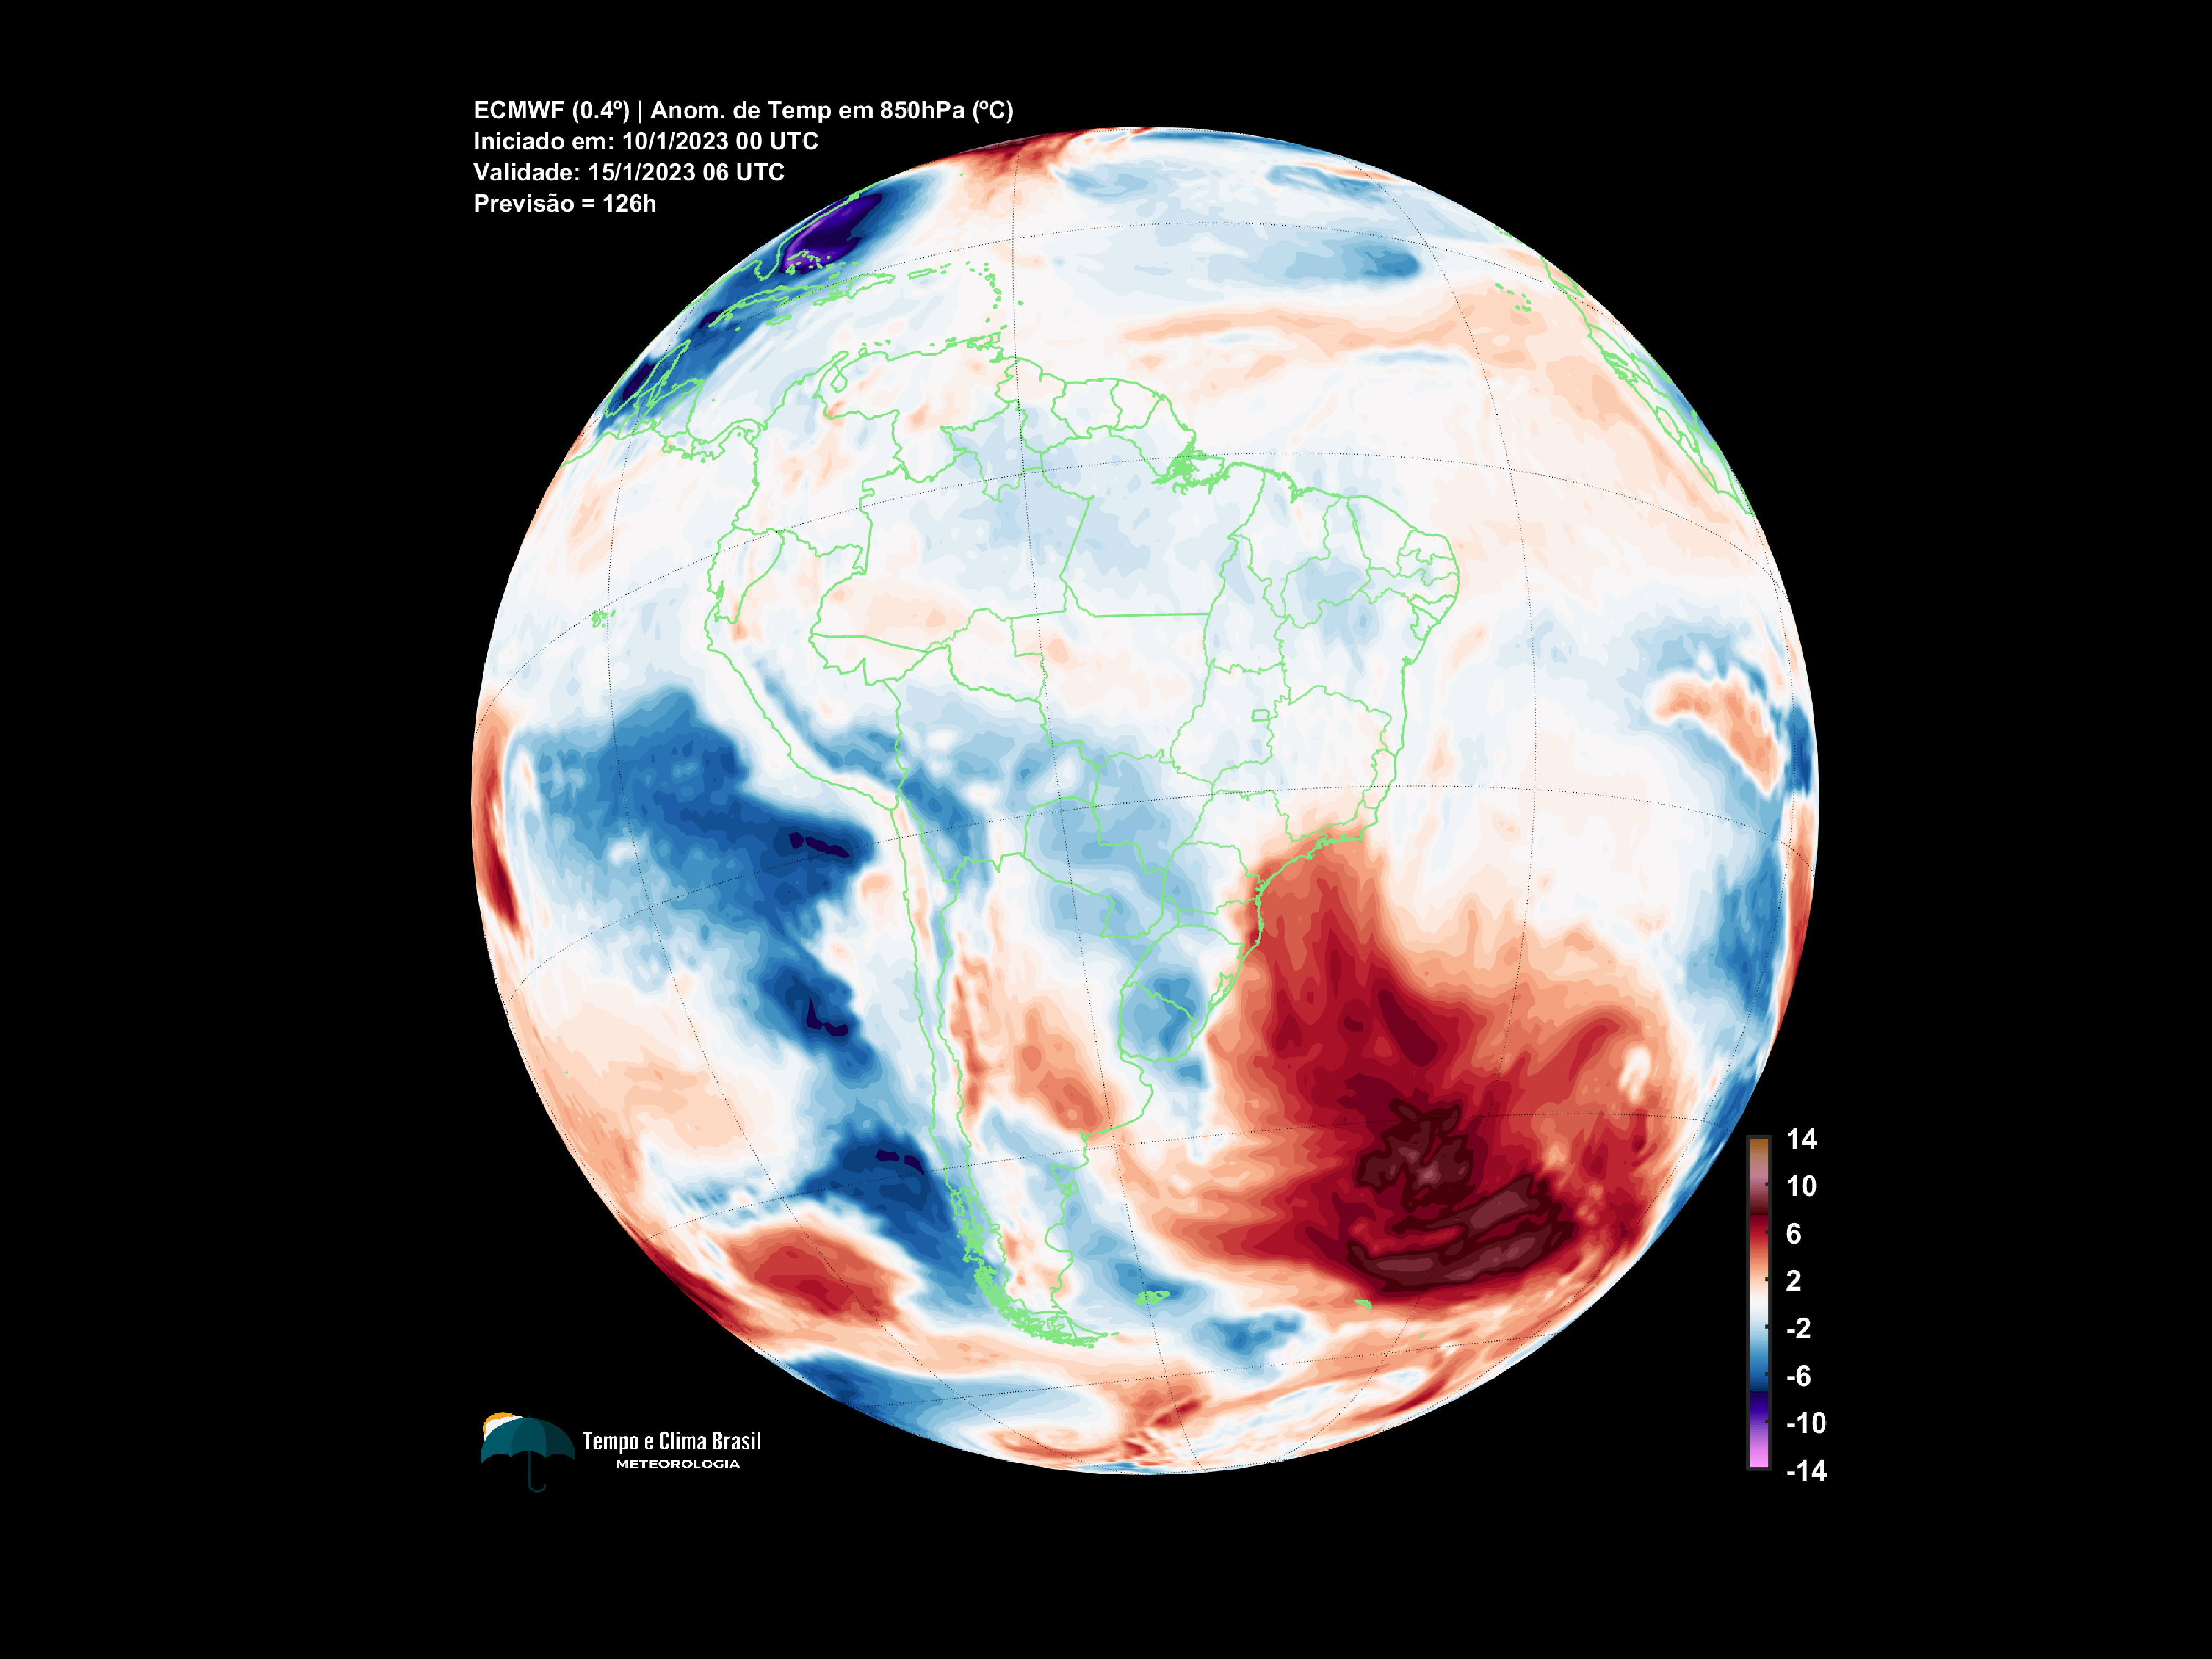 ECMWF (0.4º) | Anom. de Temp em 850hPa (ºC)
Iniciado em: 10/1/2023 00 UTC
Validade: 15/1/2023 06 UTC
Previsão = 126h
14
10
6
2
-2
-6
-10
-14
Tempo e Clima Brasil
METEOROLOGIA